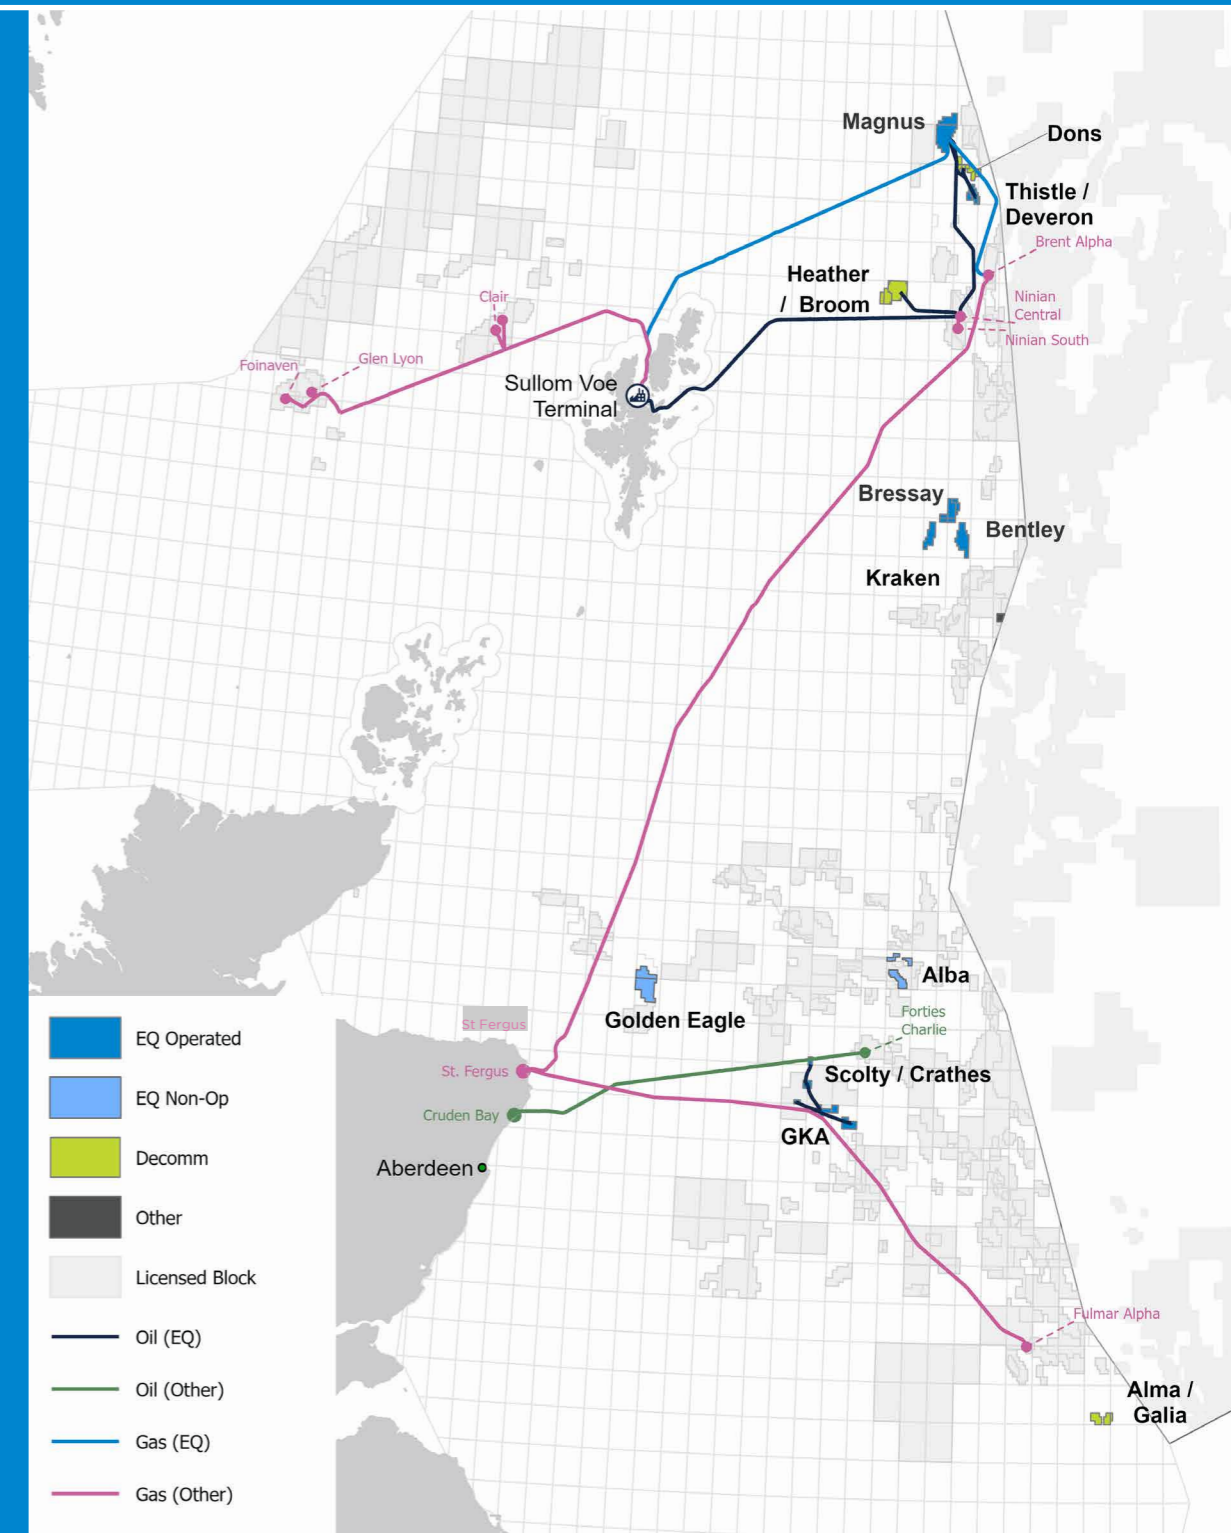 Magnus
Dons
Thistle /
Deveron
Brent Alpha
Heather
/ Broom
Ninian
Central
Ninian South
Clair
Glen Lyon
Foinaven
Sullom Voe
Terminal
Bressay
Bentley
Kraken
Alba
Golden Eagle
Forties
Charlie
St Fergus
St. Fergus
Scolty / Crathes
Cruden Bay
GKA
Aberdeen
Fulmar Alpha
Alma /
Galia
EQ Operated
EQ Non-Op
Decomm
Other
Licensed Block
Oil (EQ)
Oil (Other)
Gas (EQ)
Gas (Other)